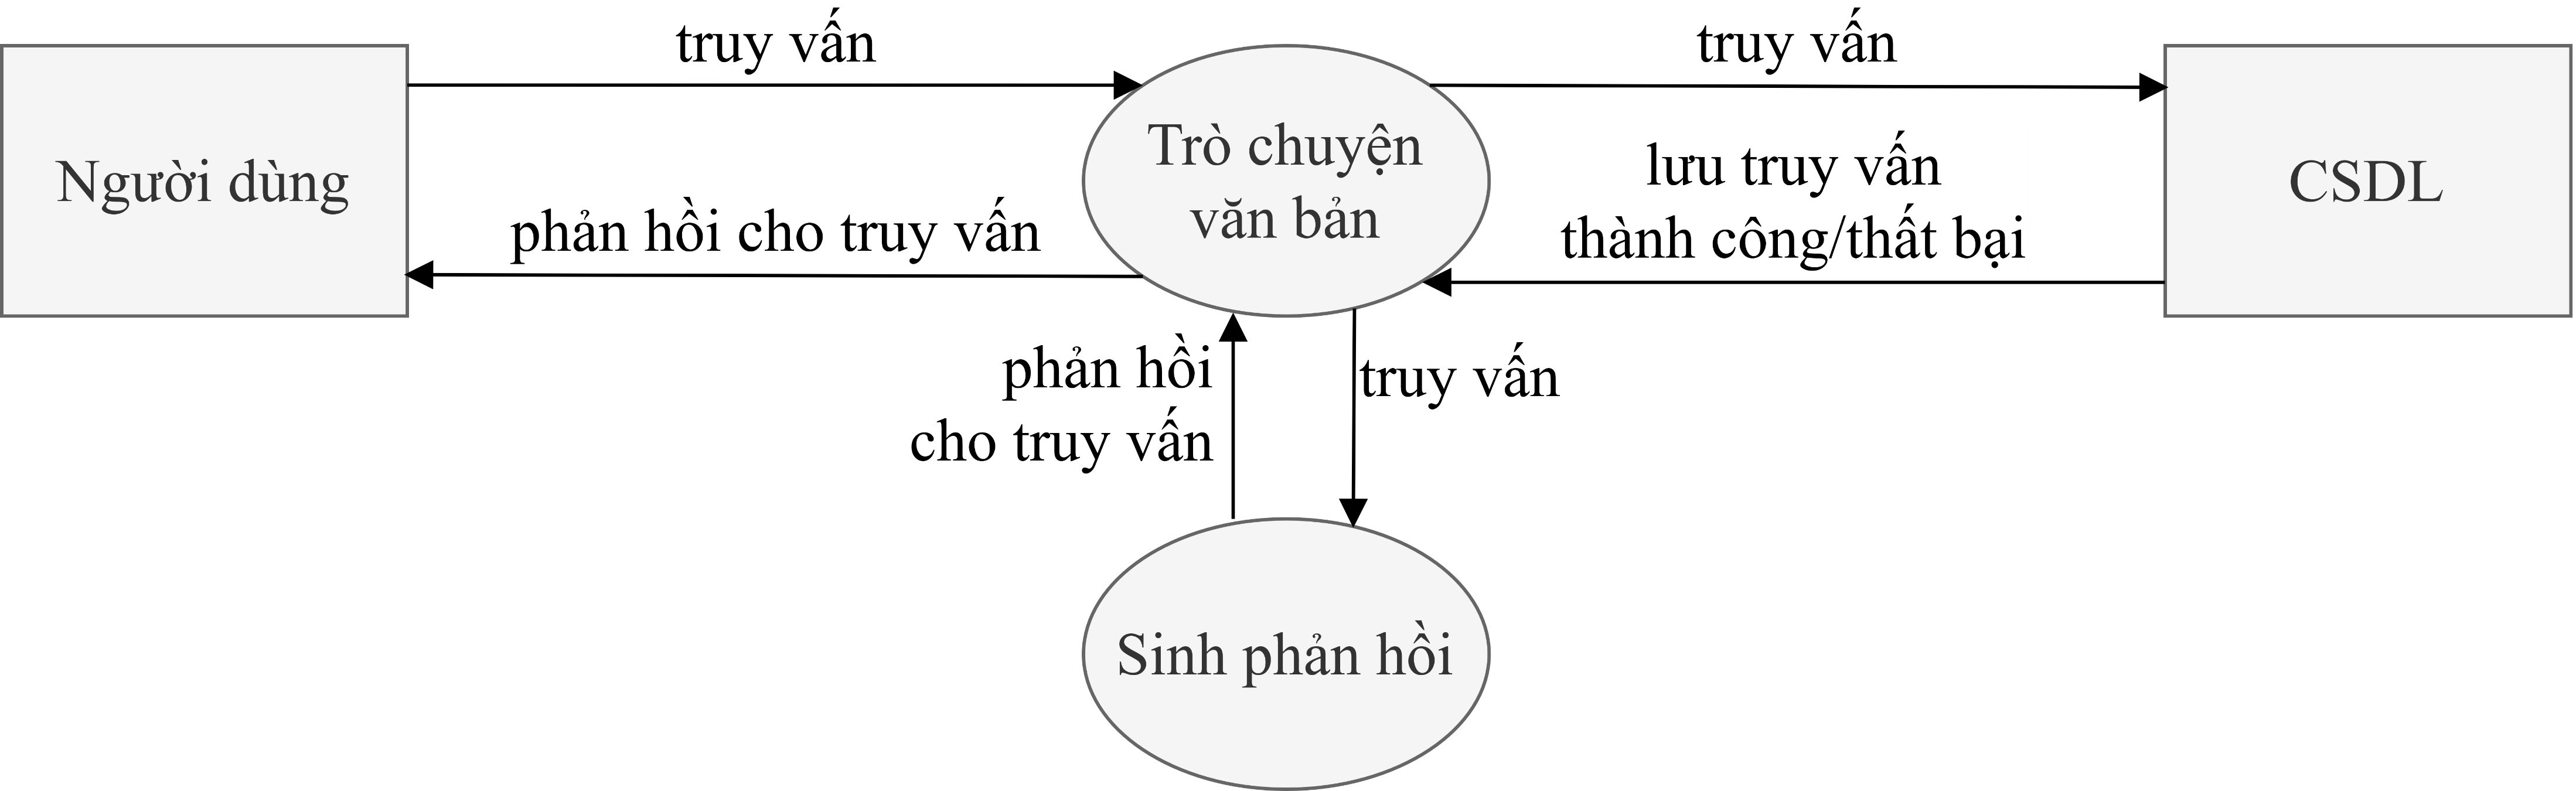 truy vấn
truy vấn
Người dùng
Trò chuyện
văn bản
lưu truy vấn
thành công/thất bại
CSDL
phản hồi cho truy vấn
phản hồi
cho truy vấn
truy vấn
Sinh phản hồi